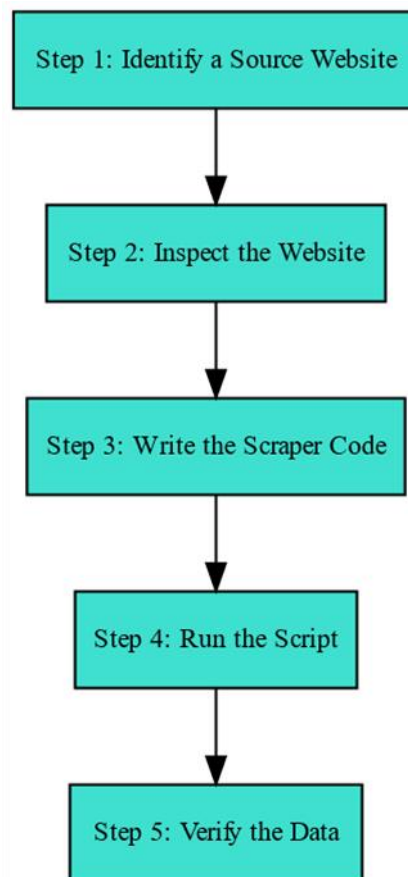 Step 1: Identify a Source Website
Step 2: Inspect the Website
Step 3: Write the Scraper Code
Step 4: Run the Script
Step 5: Verify the Data